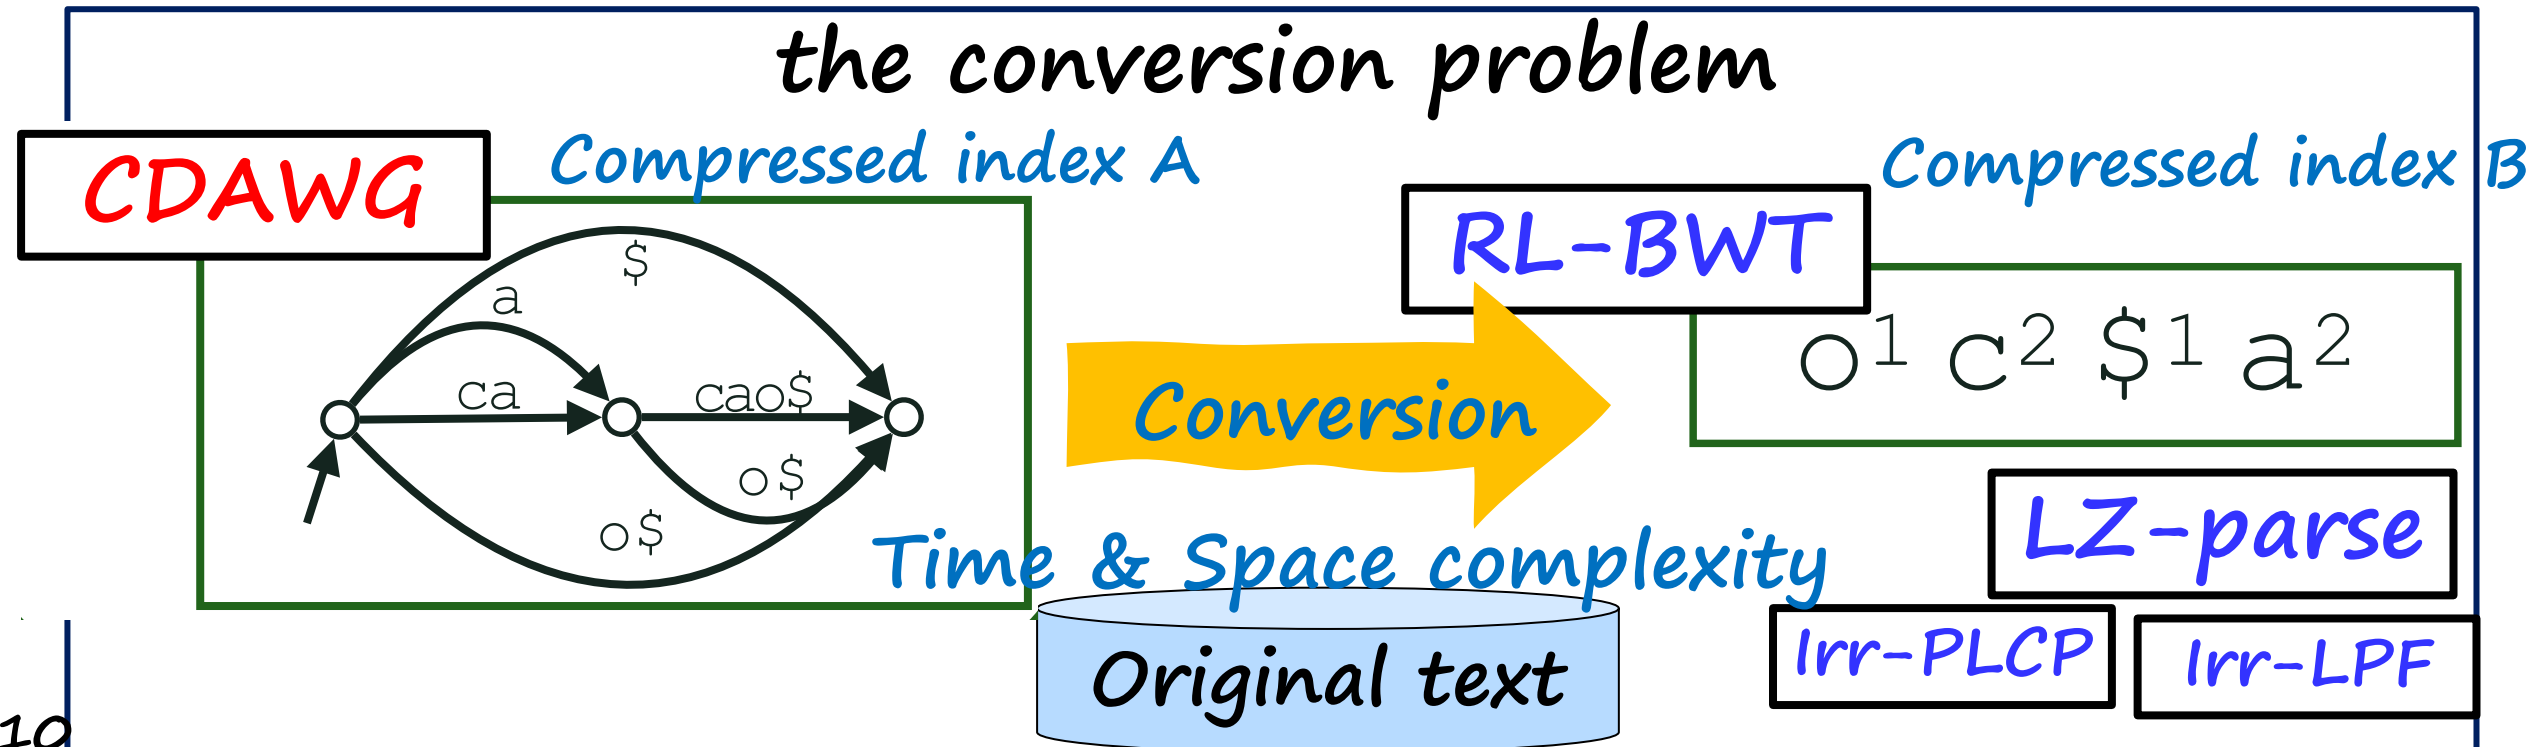 the conversion problem
Compressed index A
Compressed index B
CDAWG
RL-BWT
$
a
ca
cao$
o$
o$
o¹ c² $¹ a²
Conversion
LZ-parse
Time & Space complexity
Irr-PLCP
Irr-LPF
Original text
10